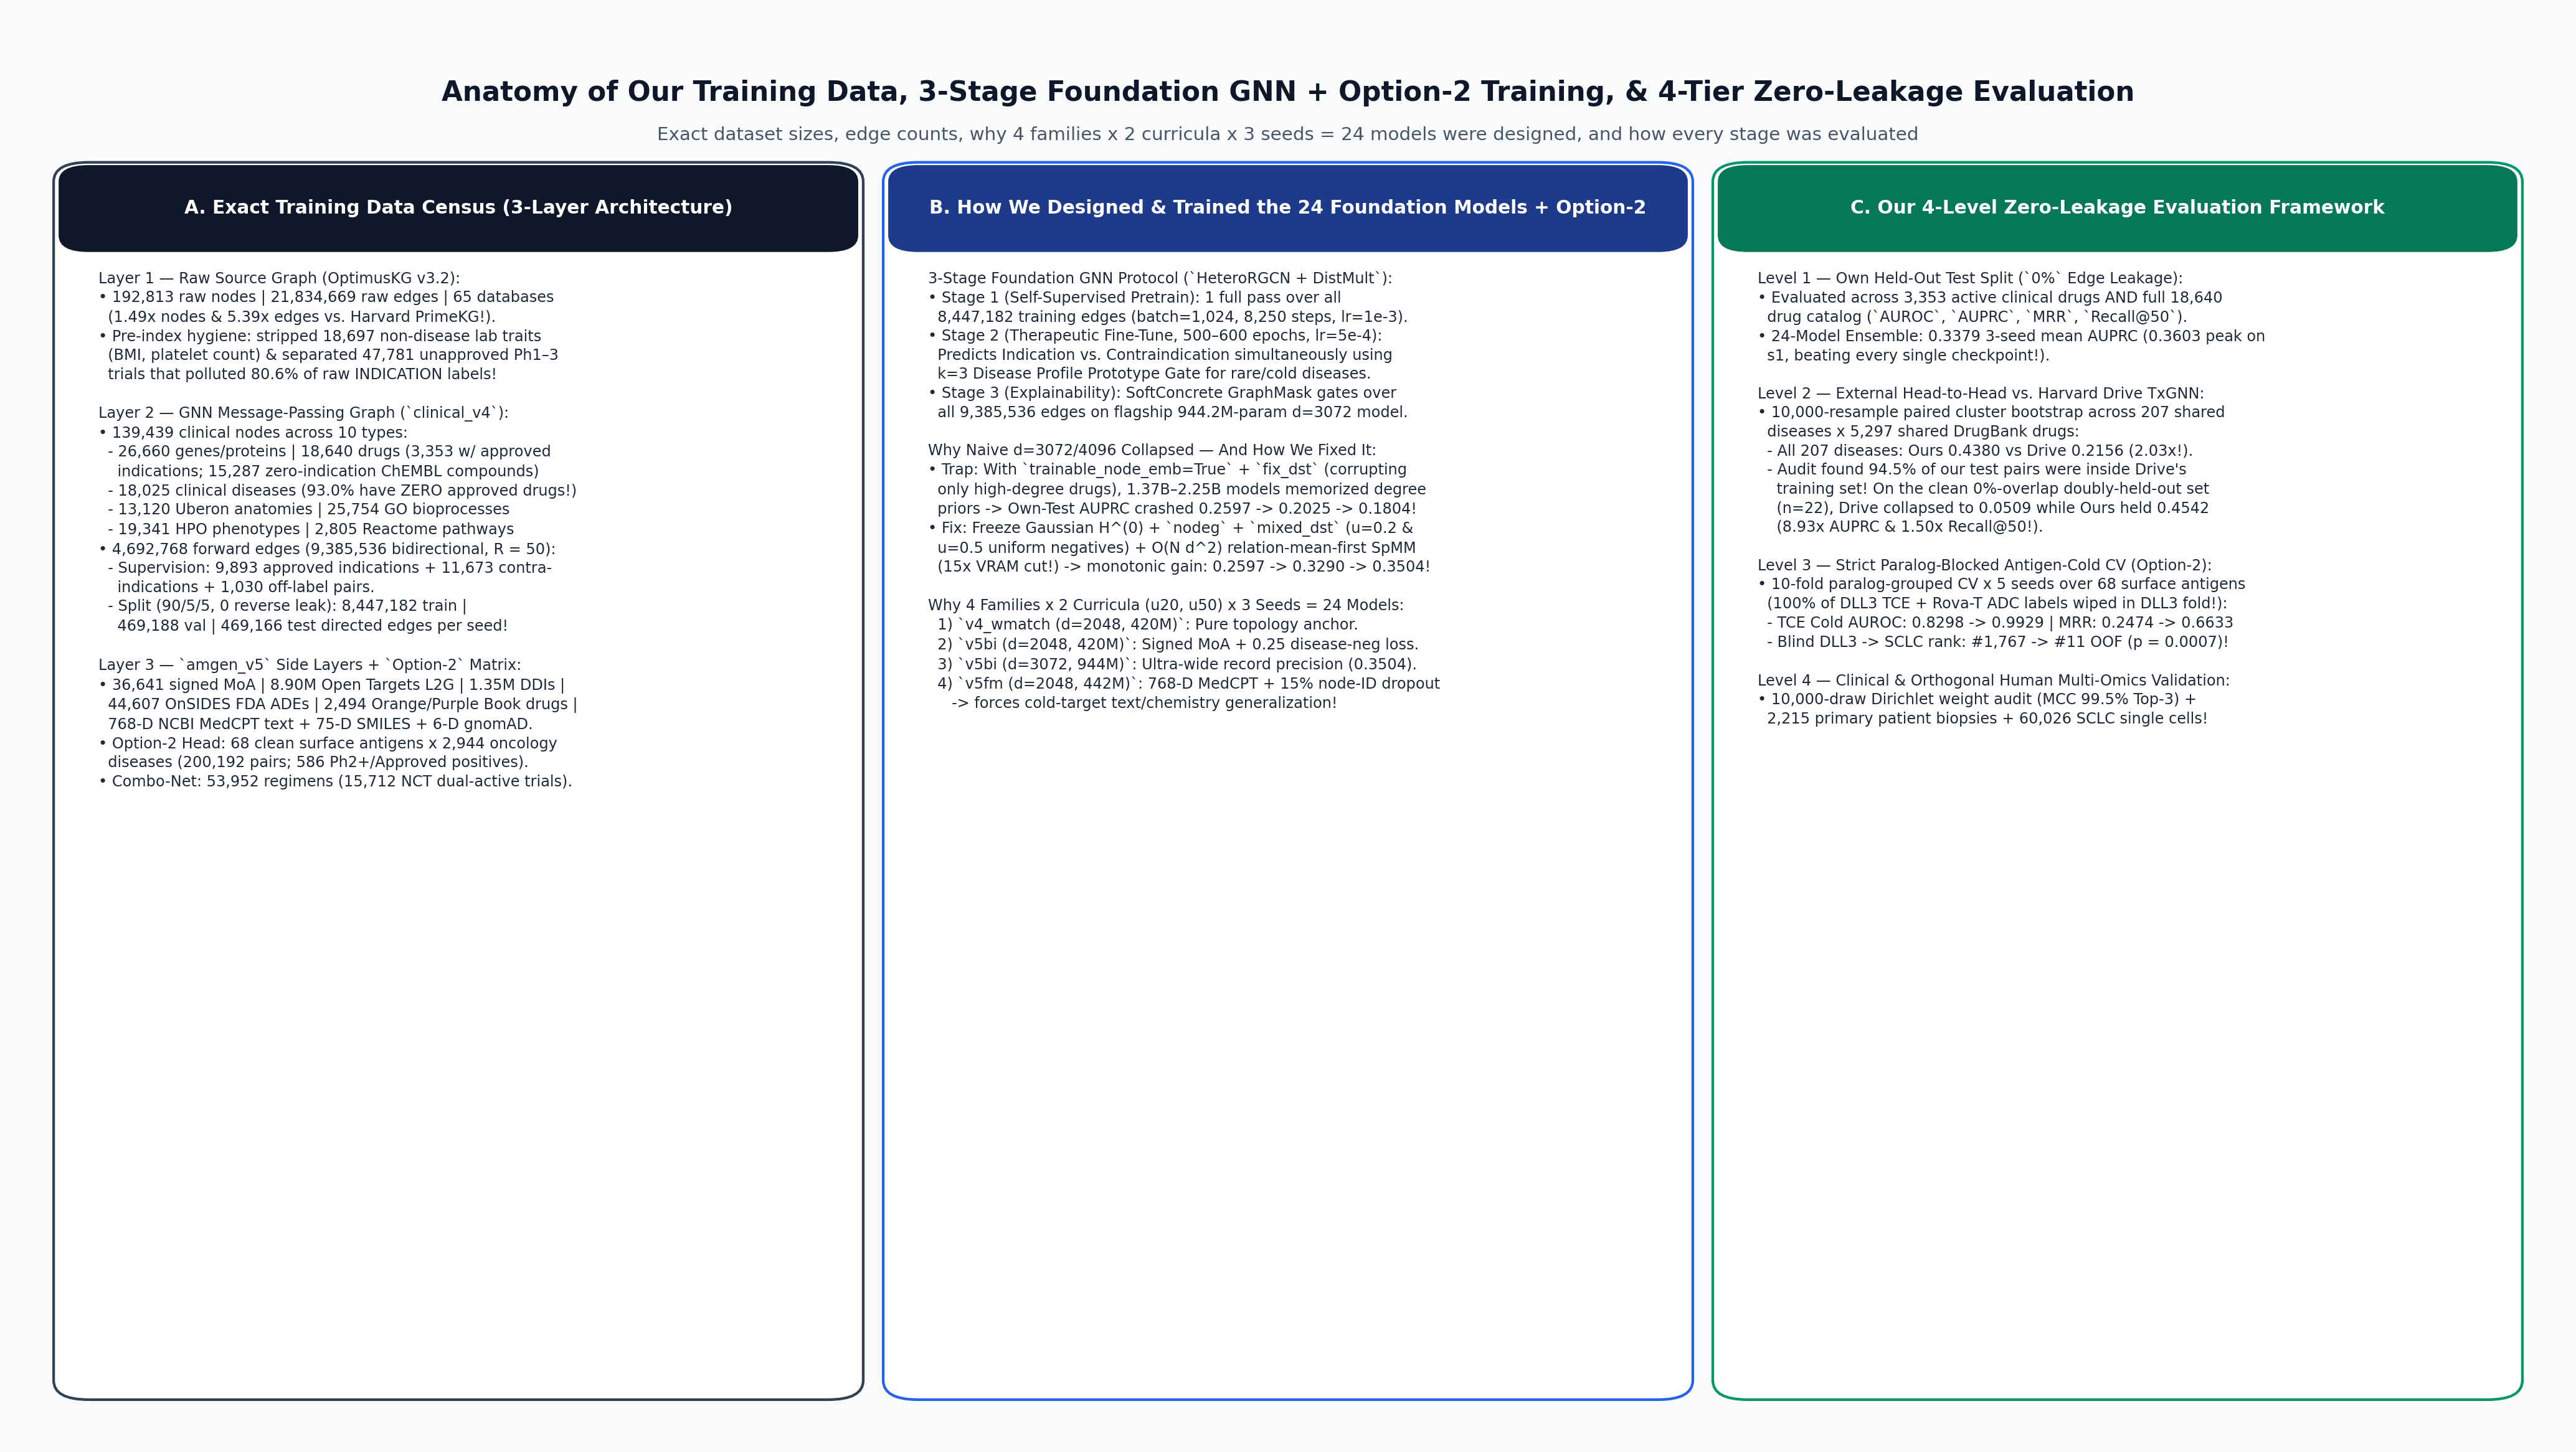 Anatomy of Our Training Data, 3-Stage Foundation GNN + Option-2 Training, & 4-Tier Zero-Leakage Evaluation
Exact dataset sizes, edge counts, why 4 families x 2 curricula x 3 seeds = 24 models were designed, and how every stage was evaluated
A. Exact Training Data Census (3-Layer Architecture)
Layer 1 — Raw Source Graph (OptimusKG v3.2):
• 192,813 raw nodes | 21,834,669 raw edges | 65 databases
(1.49x nodes & 5.39x edges vs. Harvard PrimeKG!).
• Pre-index hygiene: stripped 18,697 non-disease lab traits
(BMI, platelet count) & separated 47,781 unapproved Ph1–3
trials that polluted 80.6% of raw INDICATION labels!
Layer 2 — GNN Message-Passing Graph (`clinical_v4`):
• 139,439 clinical nodes across 10 types:
- 26,660 genes/proteins | 18,640 drugs (3,353 w/ approved
indications; 15,287 zero-indication ChEMBL compounds)
- 18,025 clinical diseases (93.0% have ZERO approved drugs!)
- 13,120 Uberon anatomies | 25,754 GO bioprocesses
- 19,341 HPO phenotypes | 2,805 Reactome pathways
• 4,692,768 forward edges (9,385,536 bidirectional, R = 50):
- Supervision: 9,893 approved indications + 11,673 contra-
indications + 1,030 off-label pairs.
- Split (90/5/5, 0 reverse leak): 8,447,182 train |
469,188 val | 469,166 test directed edges per seed!
Layer 3 — `amgen_v5` Side Layers + `Option-2` Matrix:
• 36,641 signed MoA | 8.90M Open Targets L2G | 1.35M DDIs |
44,607 OnSIDES FDA ADEs | 2,494 Orange/Purple Book drugs |
768-D NCBI MedCPT text + 75-D SMILES + 6-D gnomAD.
• Option-2 Head: 68 clean surface antigens x 2,944 oncology
diseases (200,192 pairs; 586 Ph2+/Approved positives).
• Combo-Net: 53,952 regimens (15,712 NCT dual-active trials).
B. How We Designed & Trained the 24 Foundation Models + Option-2
3-Stage Foundation GNN Protocol (`HeteroRGCN + DistMult`):
• Stage 1 (Self-Supervised Pretrain): 1 full pass over all
8,447,182 training edges (batch=1,024, 8,250 steps, lr=1e-3).
• Stage 2 (Therapeutic Fine-Tune, 500–600 epochs, lr=5e-4):
Predicts Indication vs. Contraindication simultaneously using
k=3 Disease Profile Prototype Gate for rare/cold diseases.
• Stage 3 (Explainability): SoftConcrete GraphMask gates over
all 9,385,536 edges on flagship 944.2M-param d=3072 model.
Why Naive d=3072/4096 Collapsed — And How We Fixed It:
• Trap: With `trainable_node_emb=True` + `fix_dst` (corrupting
only high-degree drugs), 1.37B–2.25B models memorized degree
priors -> Own-Test AUPRC crashed 0.2597 -> 0.2025 -> 0.1804!
• Fix: Freeze Gaussian H^(0) + `nodeg` + `mixed_dst` (u=0.2 &
u=0.5 uniform negatives) + O(N d^2) relation-mean-first SpMM
(15x VRAM cut!) -> monotonic gain: 0.2597 -> 0.3290 -> 0.3504!
Why 4 Families x 2 Curricula (u20, u50) x 3 Seeds = 24 Models:
1) `v4_wmatch (d=2048, 420M)`: Pure topology anchor.
2) `v5bi (d=2048, 420M)`: Signed MoA + 0.25 disease-neg loss.
3) `v5bi (d=3072, 944M)`: Ultra-wide record precision (0.3504).
4) `v5fm (d=2048, 442M)`: 768-D MedCPT + 15% node-ID dropout
-> forces cold-target text/chemistry generalization!
C. Our 4-Level Zero-Leakage Evaluation Framework
Level 1 — Own Held-Out Test Split (`0%` Edge Leakage):
• Evaluated across 3,353 active clinical drugs AND full 18,640
drug catalog (`AUROC`, `AUPRC`, `MRR`, `Recall@50`).
• 24-Model Ensemble: 0.3379 3-seed mean AUPRC (0.3603 peak on
s1, beating every single checkpoint!).
Level 2 — External Head-to-Head vs. Harvard Drive TxGNN:
• 10,000-resample paired cluster bootstrap across 207 shared
diseases x 5,297 shared DrugBank drugs:
- All 207 diseases: Ours 0.4380 vs Drive 0.2156 (2.03x!).
- Audit found 94.5% of our test pairs were inside Drive's
training set! On the clean 0%-overlap doubly-held-out set
(n=22), Drive collapsed to 0.0509 while Ours held 0.4542
(8.93x AUPRC & 1.50x Recall@50!).
Level 3 — Strict Paralog-Blocked Antigen-Cold CV (Option-2):
• 10-fold paralog-grouped CV x 5 seeds over 68 surface antigens
(100% of DLL3 TCE + Rova-T ADC labels wiped in DLL3 fold!):
- TCE Cold AUROC: 0.8298 -> 0.9929 | MRR: 0.2474 -> 0.6633
- Blind DLL3 -> SCLC rank: #1,767 -> #11 OOF (p = 0.0007)!
Level 4 — Clinical & Orthogonal Human Multi-Omics Validation:
• 10,000-draw Dirichlet weight audit (MCC 99.5% Top-3) +
2,215 primary patient biopsies + 60,026 SCLC single cells!